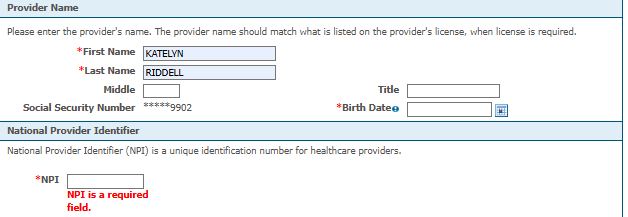 Provider Name
Please enter the provider's name. The provider name should match what is listed on the provider's license, when license is required.
*First Name KATELYN
*Last Name RIDDELL
Middle Title
Social Security Number *****9902 *Birth Date
National Provider Identifier
National Provider Identifier (NPI) is a unique identification number for healthcare providers.
*NPI
NPI is a required
field.